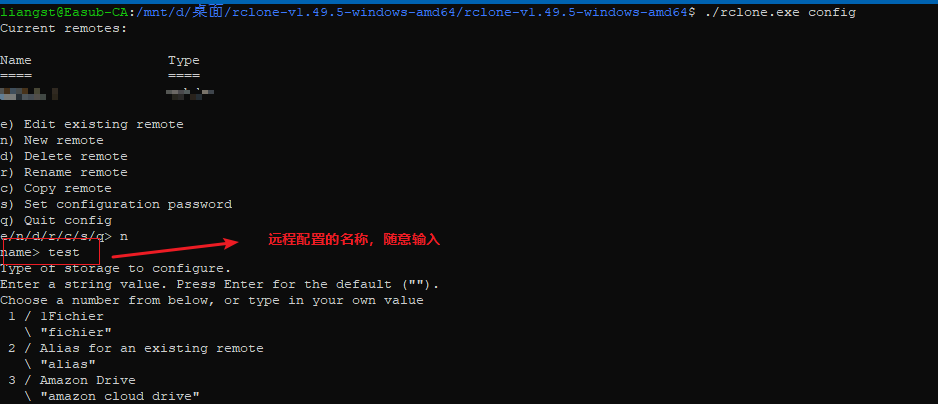 liangst@Easub-CA:/mnt/d/桌面/rclone-v1.49.5-windows-amd64/rclone-v1.49.5-windows-amd64$ ./rclone.exe config
Current remotes:
Name                 Type
====                 ====
e) Edit existing remote
n) New remote
d) Delete remote
r) Rename remote
c) Copy remote
s) Set configuration password
q) Quit config
e/n/d/r/c/s/q> n
远程配置的名称，随意输入
name> test
Type of storage to configure.
Enter a string value. Press Enter for the default ("").
Choose a number from below, or type in your own value
 1 / 1Fichier
   \ "fichier"
 2 / Alias for an existing remote
   \ "alias"
 3 / Amazon Drive
   \ "amazon cloud drive"